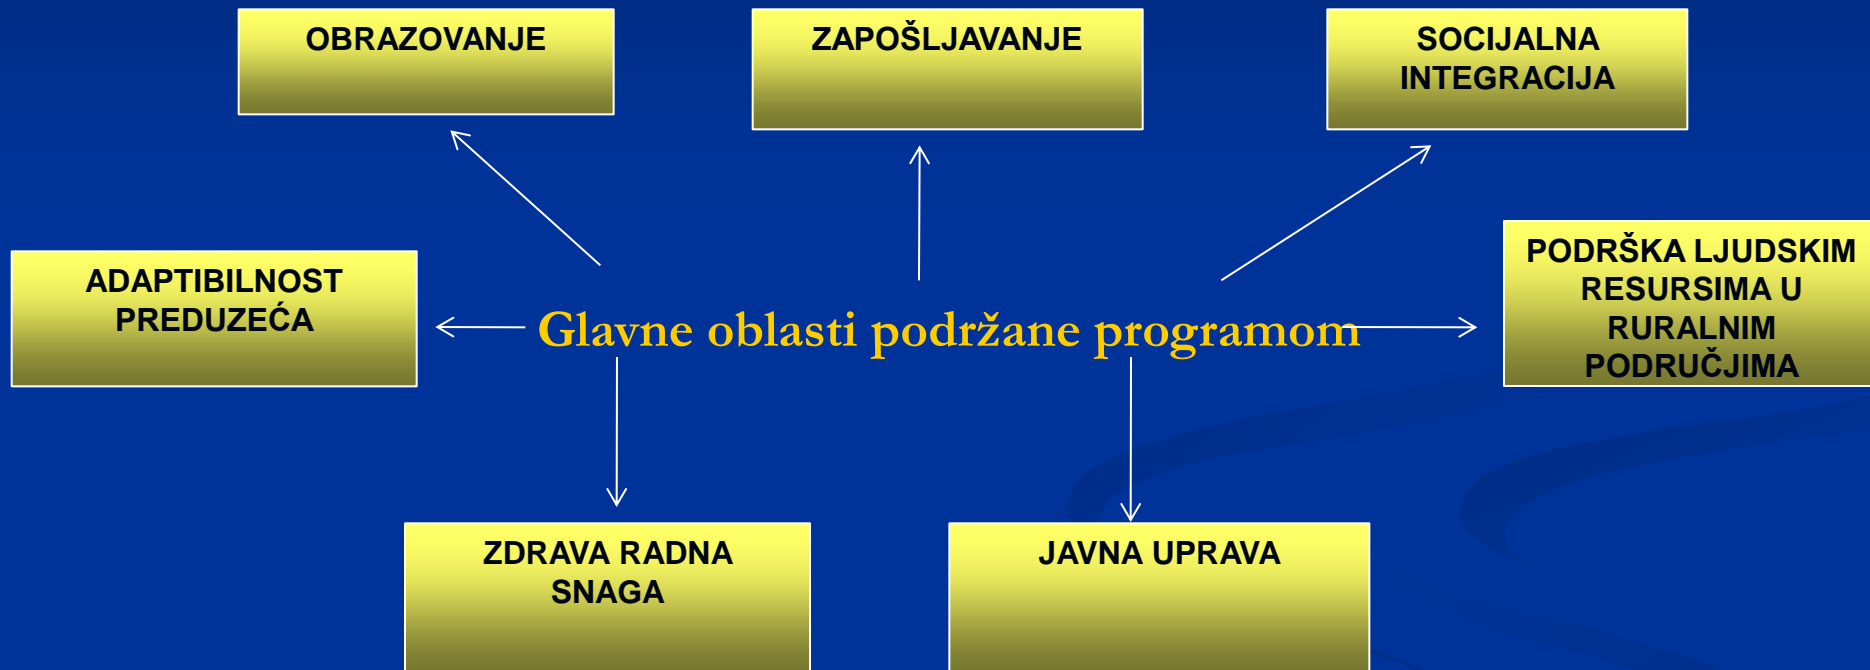 OBRAZOVANJE
ZAPOŠLJAVANJE
SOCIJALNA
INTEGRACIJA
ADAPTIBILNOST
PREDUZEĆA
Glavne oblasti podržane programom
PODRŠKA LJUDSKIM
RESURSIMA U
RURALNIM
PODRUČJIMA
ZDRAVA RADNA
SNAGA
JAVNA UPRAVA